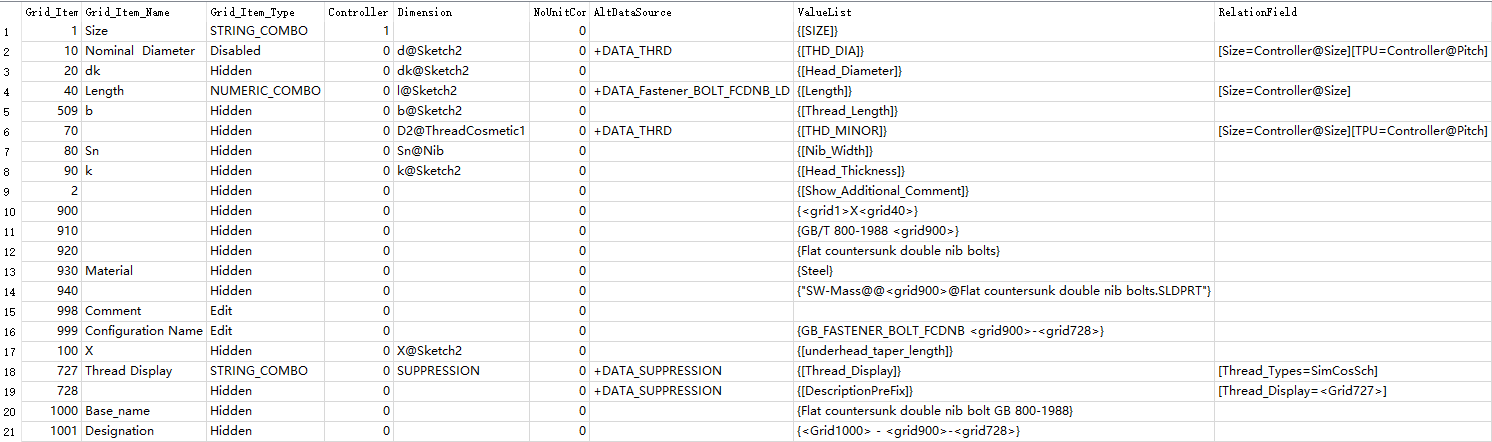 Grid_Item Grid_Item_Name Grid_Item_Type Controller Dimension NoUnitCor AltDataSource ValueList RelationField
1 1 Size STRING_COMBO 1 0 {[SIZE]}
2 10 Nominal Diameter Disabled 0 d@Sketch2 0 +DATA_THRD {[THD_DIA]} [Size=Controller@Size][TPU=Controller@Pitch]
3 20 dk Hidden 0 dk@Sketch2 0 {[Head_Diameter]}
4 40 Length NUMERIC_COMBO 0 l@Sketch2 0 +DATA_Fastener_BOLT_FCDNB_LD {[Length]} [Size=Controller@Size]
5 509 b Hidden 0 b@Sketch2 0 {[Thread_Length]}
6 70 Hidden 0 D2@ThreadCosmetic1 0 +DATA_THRD {[THD_MINOR]} [Size=Controller@Size][TPU=Controller@Pitch]
7 80 Sn Hidden 0 Sn@Nib 0 {[Nib_Width]}
8 90 k Hidden 0 k@Sketch2 0 {[Head_Thickness]}
9 2 Hidden 0 0 {[Show_Additional_Comment]}
10 900 Hidden 0 0 {<grid1>X<grid40>}
11 910 Hidden 0 0 {GB/T 800-1988 <grid900>}
12 920 Hidden 0 0 {Flat countersunk double nib bolts}
13 930 Material Hidden 0 0 {Steel}
14 940 Hidden 0 0 {"SW-Mass@@<grid900>@Flat countersunk double nib bolts.SLDPRT"}
15 998 Comment Edit 0 0
16 999 Configuration Name Edit 0 0 {GB_FASTENER_BOLT_FCDNB <grid900>-<grid728>}
17 100 X Hidden 0 X@Sketch2 0 {[underhead_taper_length]}
18 727 Thread Display STRING_COMBO 0 SUPPRESSION 0 +DATA_SUPPRESSION {[Thread_Display]} [Thread_Types=SimCosSch]
19 728 Hidden 0 0 +DATA_SUPPRESSION {[DescriptionPreFix]} [Thread_Display=<Grid727>]
20 1000 Base_name Hidden 0 0 {Flat countersunk double nib bolt GB 800-1988}
21 1001 Designation Hidden 0 0 {<Grid1000> - <grid900>-<grid728>}